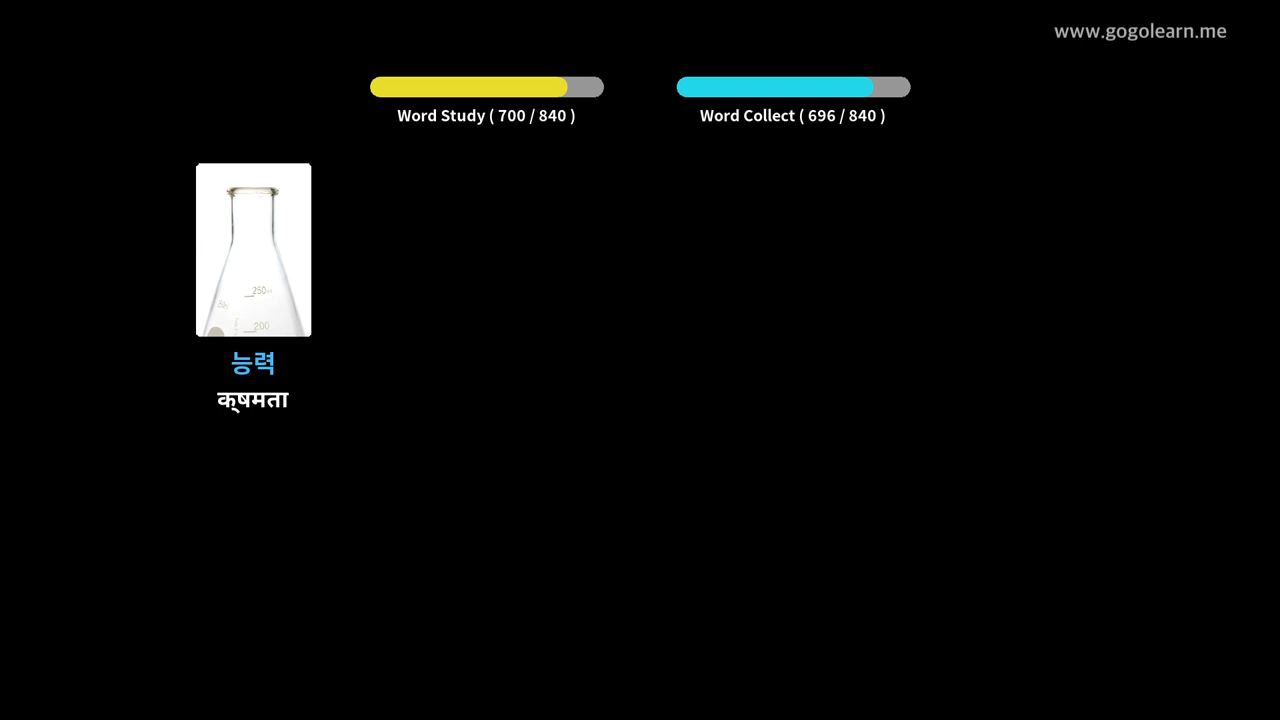 www.gogolearn.me
Word Study ( 700 / 840 )
Word Collect ( 696 / 840 )
250
200
능력
क्षमता